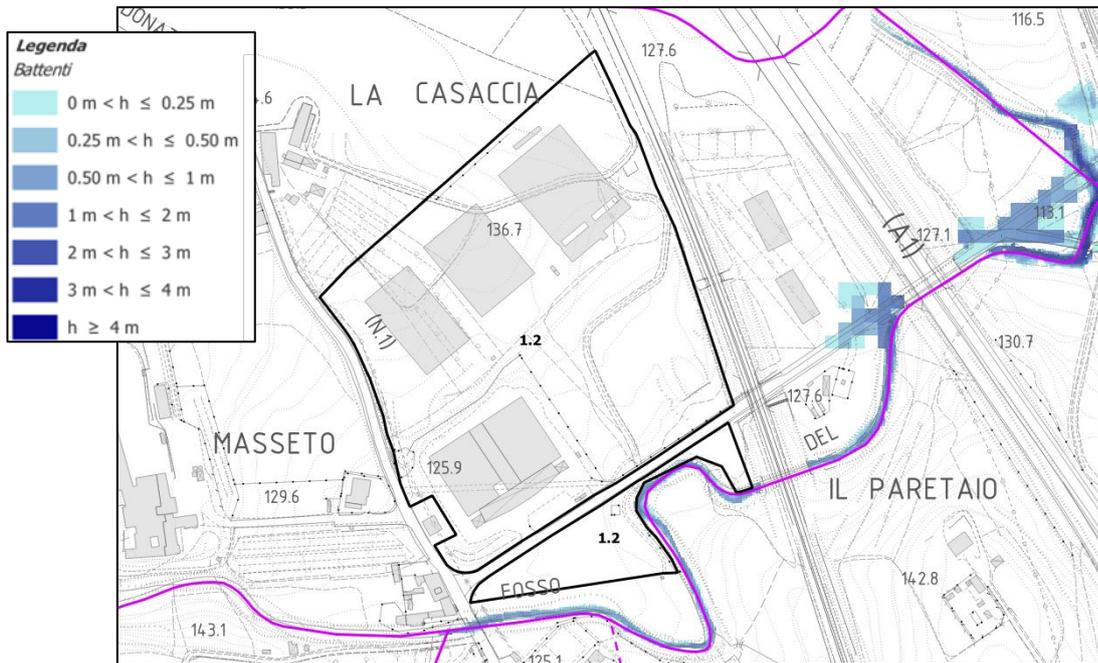 Legenda
Battenti
0 m < h ≤ 0.25 m
0.25 m < h ≤ 0.50 m
0.50 m < h ≤ 1 m
1 m < h ≤ 2 m
2 m < h ≤ 3 m
3 m < h ≤ 4 m
h ≥ 4 m
127.6
116.5
LA CASACCIA
136.7
113.1
127.1
(A.1)
(N.1)
1.2
130.7
127.6
MASSETO
125.9
DEL
129.6
IL PARETAIO
1.2
FOSSO
142.8
143.1
125.1